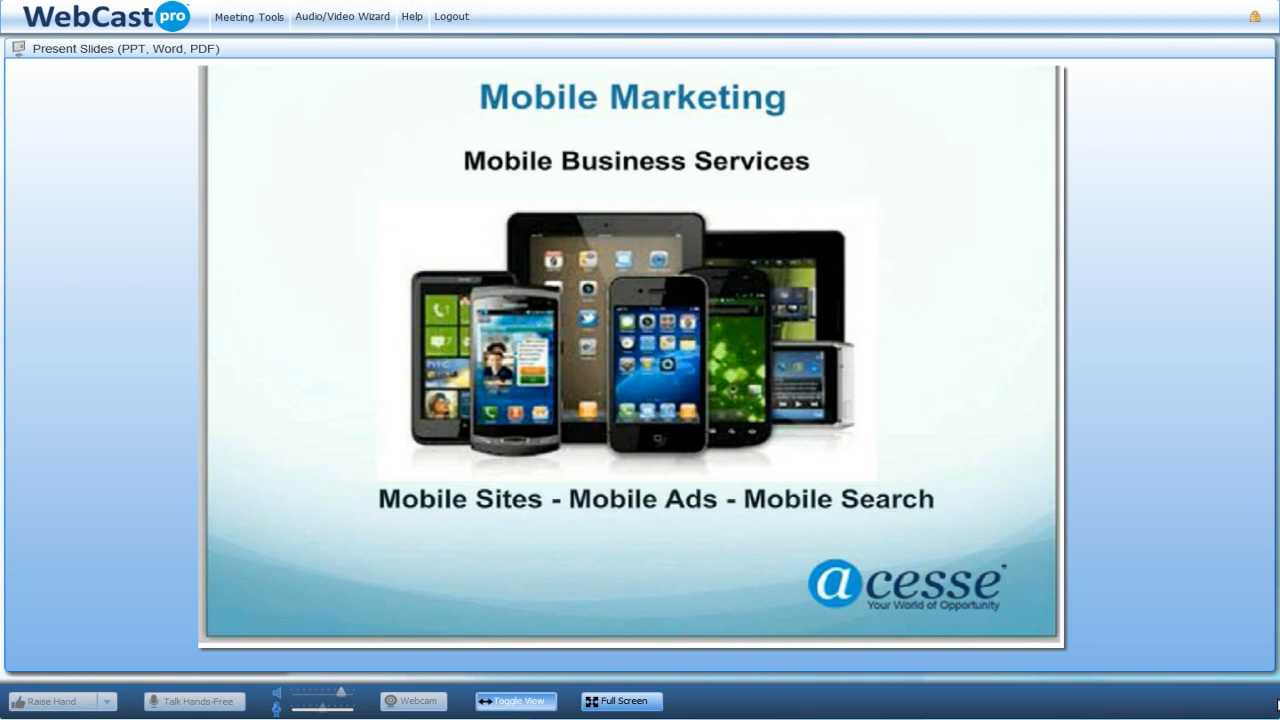 WebCast pro
Meeting Tools Audio/Video Wizard Help Logout
Present Slides (PPT, Word, PDF)
Mobile Marketing
Mobile Business Services
Mobile Sites - Mobile Ads - Mobile Search
acesse
Your World of Opportunity
Raise Hand Talk Hands-Free Webcam Toggle View Full Screen